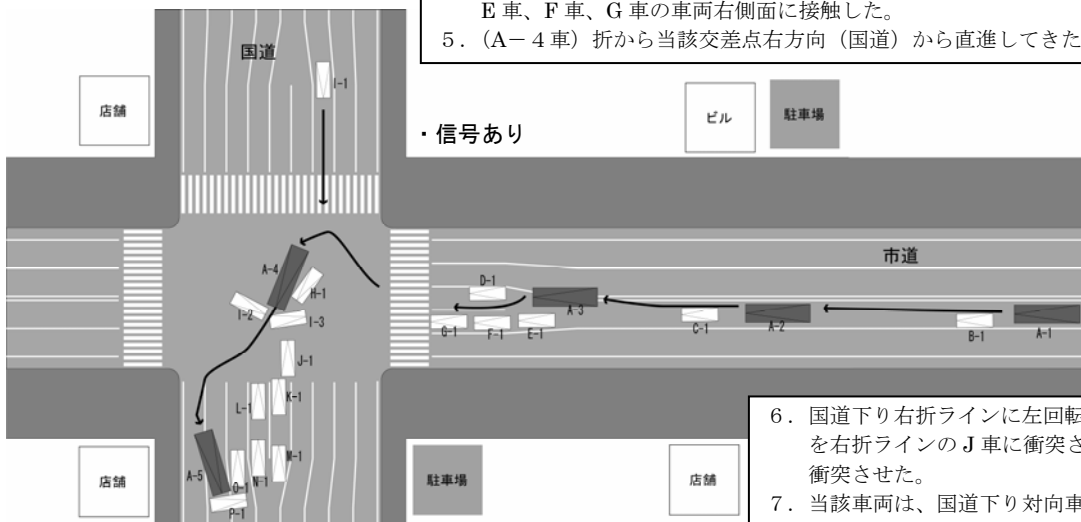 E 車、F 車、G 車の車両右側面に接触した。
５．（A－４車）折から当該交差点右方向（国道）から直進してきた
国道
I-1
店舗
ビル
駐車場
・信号あり
市道
A-4
H-1
I-2
I-3
D-1
A-3
G-1
F-1
E-1
C-1
A-2
B-1
A-1
J-1
K-1
L-1
A-5
O-1
N-1
M-1
P-1
店舗
駐車場
店舗
６．国道下り右折ラインに左回転
を右折ラインの J 車に衝突さ
衝突させた。
７．当該車両は、国道下り対向車